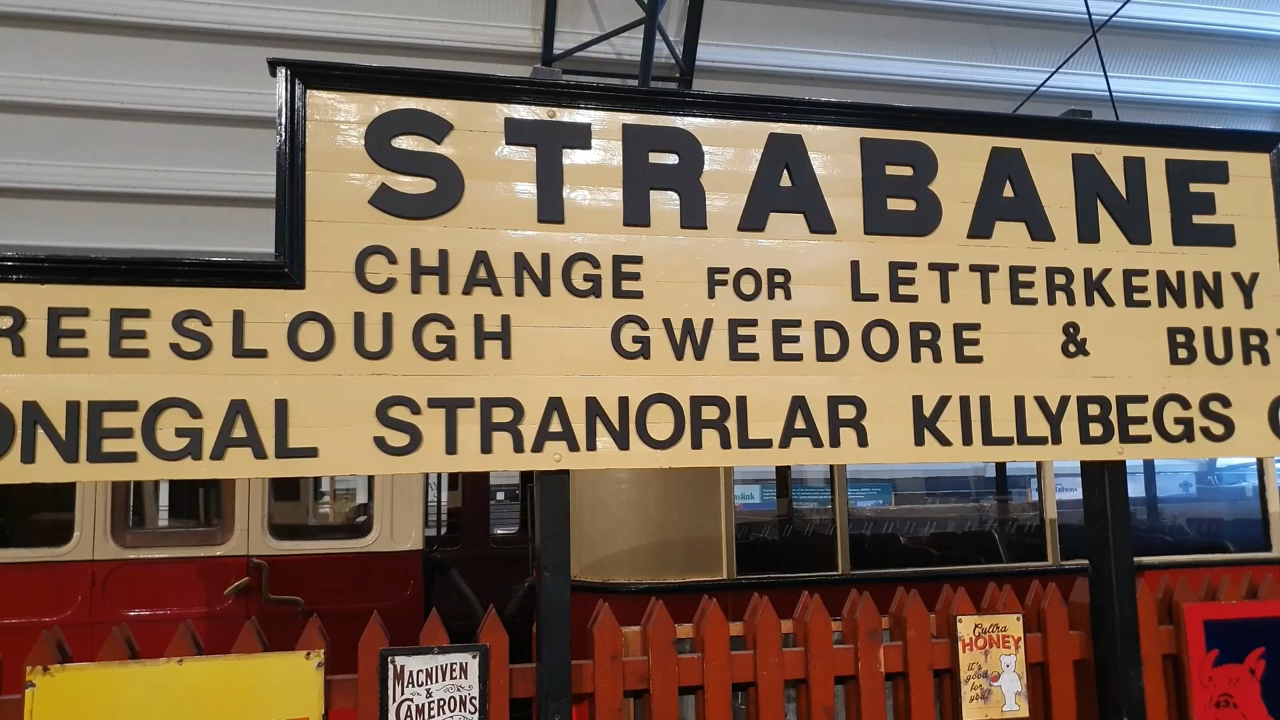 STRABANE
CHANGE FOR LETTERKENNY
REESLOUGH GWEEDORE & BURT
ONEGAL STRANORLAR KILLYBEGS
MACNIVEN
&
CAMERON'S
Cultra
HONEY
it's
good
for
you!